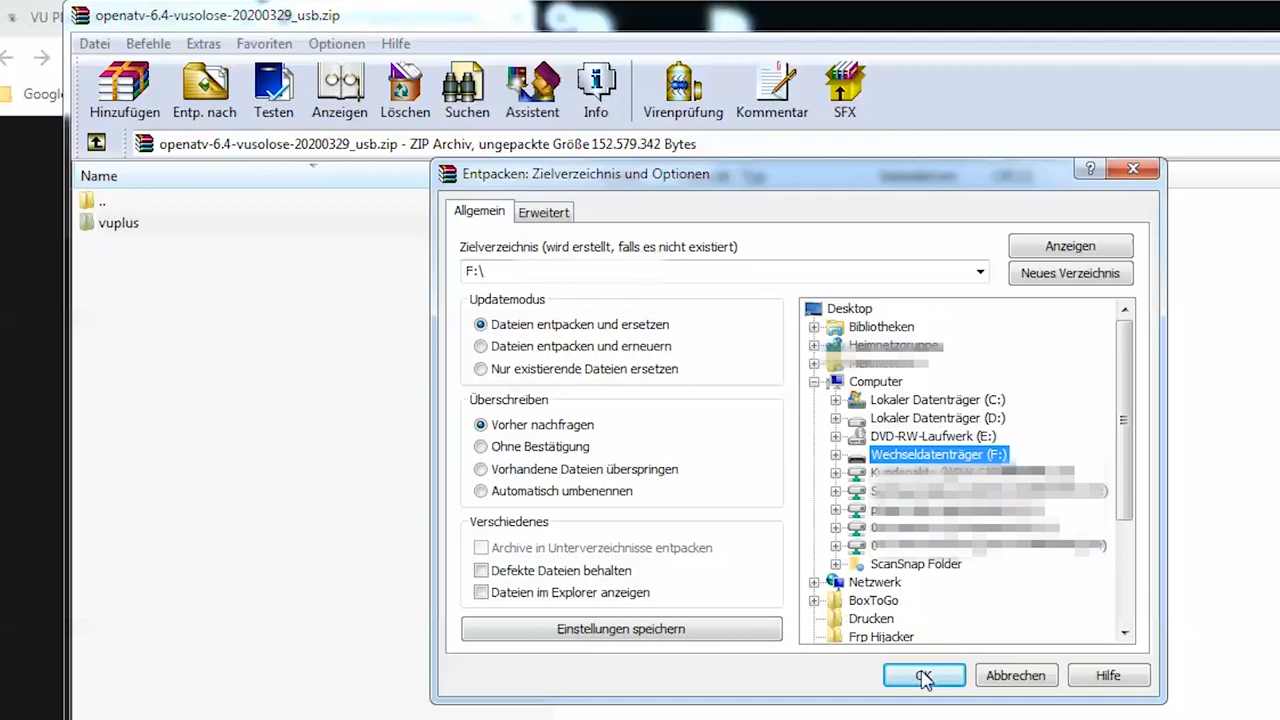 VU P
openatv-6.4-vusolose-20200329_usb.zip
Datei Befehle Extras Favoriten Optionen Hilfe
Google
Hinzufügen Entp. nach Testen Anzeigen Löschen Suchen Assistent Info Virenprüfung Kommentar SFX
openatv-6.4-vusolose-20200329_usb.zip - ZIP Archiv, ungepackte Größe 152.579.342 Bytes
Name
..
vuplus
Entpacken: Zielverzeichnis und Optionen
Allgemein Erweitert
Zielverzeichnis (wird erstellt, falls es nicht existiert)
F:\
Anzeigen
Neues Verzeichnis
Updatemodus
Dateien entpacken und ersetzen
Dateien entpacken und erneuern
Nur existierende Dateien ersetzen
Überschreiben
Vorher nachfragen
Ohne Bestätigung
Vorhandene Dateien überspringen
Automatisch umbenennen
Verschiedenes
Archive in Unterverzeichnisse entpacken
Defekte Dateien behalten
Dateien im Explorer anzeigen
Einstellungen speichern
Desktop
Bibliotheken
Heimnetzgruppe
Computer
Lokaler Datenträger (C:)
Lokaler Datenträger (D:)
DVD-RW-Laufwerk (E:)
Wechseldatenträger (F:)
ScanSnap Folder
Netzwerk
BoxToGo
Drucken
Frp Hijacker
OK Abbrechen Hilfe